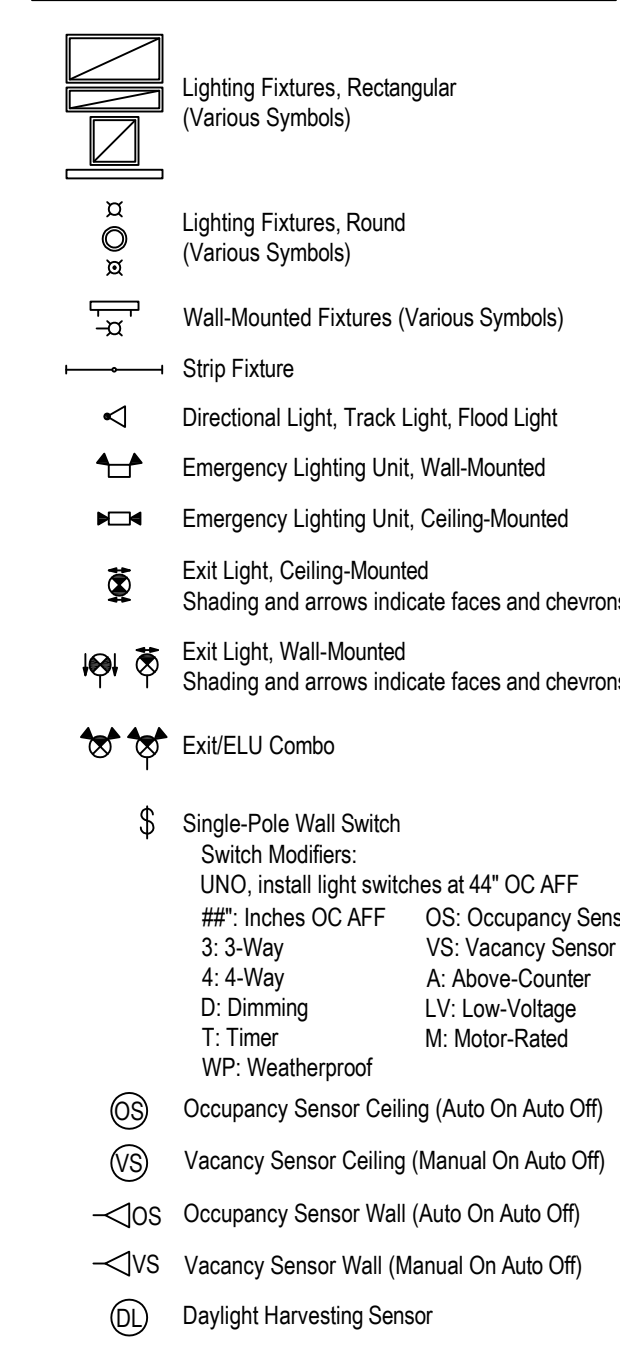 Lighting Fixtures, Rectangular
(Various Symbols)
Lighting Fixtures, Round
(Various Symbols)
Wall-Mounted Fixtures (Various Symbols)
Strip Fixture
Directional Light, Track Light, Flood Light
Emergency Lighting Unit, Wall-Mounted
Emergency Lighting Unit, Ceiling-Mounted
Exit Light, Ceiling-Mounted
Shading and arrows indicate faces and chevrons
Exit Light, Wall-Mounted
Shading and arrows indicate faces and chevrons
Exit/ELU Combo
$ Single-Pole Wall Switch
Switch Modifiers:
UNO, install light switches at 44" OC AFF
##": Inches OC AFF OS: Occupancy Sens
3: 3-Way VS: Vacancy Sensor
4: 4-Way A: Above-Counter
D: Dimming LV: Low-Voltage
T: Timer M: Motor-Rated
WP: Weatherproof
OS Occupancy Sensor Ceiling (Auto On Auto Off)
VS Vacancy Sensor Ceiling (Manual On Auto Off)
OS Occupancy Sensor Wall (Auto On Auto Off)
VS Vacancy Sensor Wall (Manual On Auto Off)
DL Daylight Harvesting Sensor